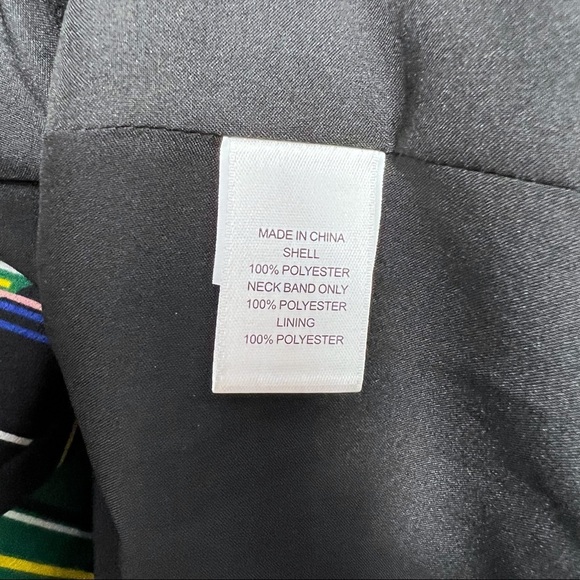 MADE IN CHINA
SHELL
100% POLYESTER
NECK BAND ONLY
100% POLYESTER
LINING
100% POLYESTER